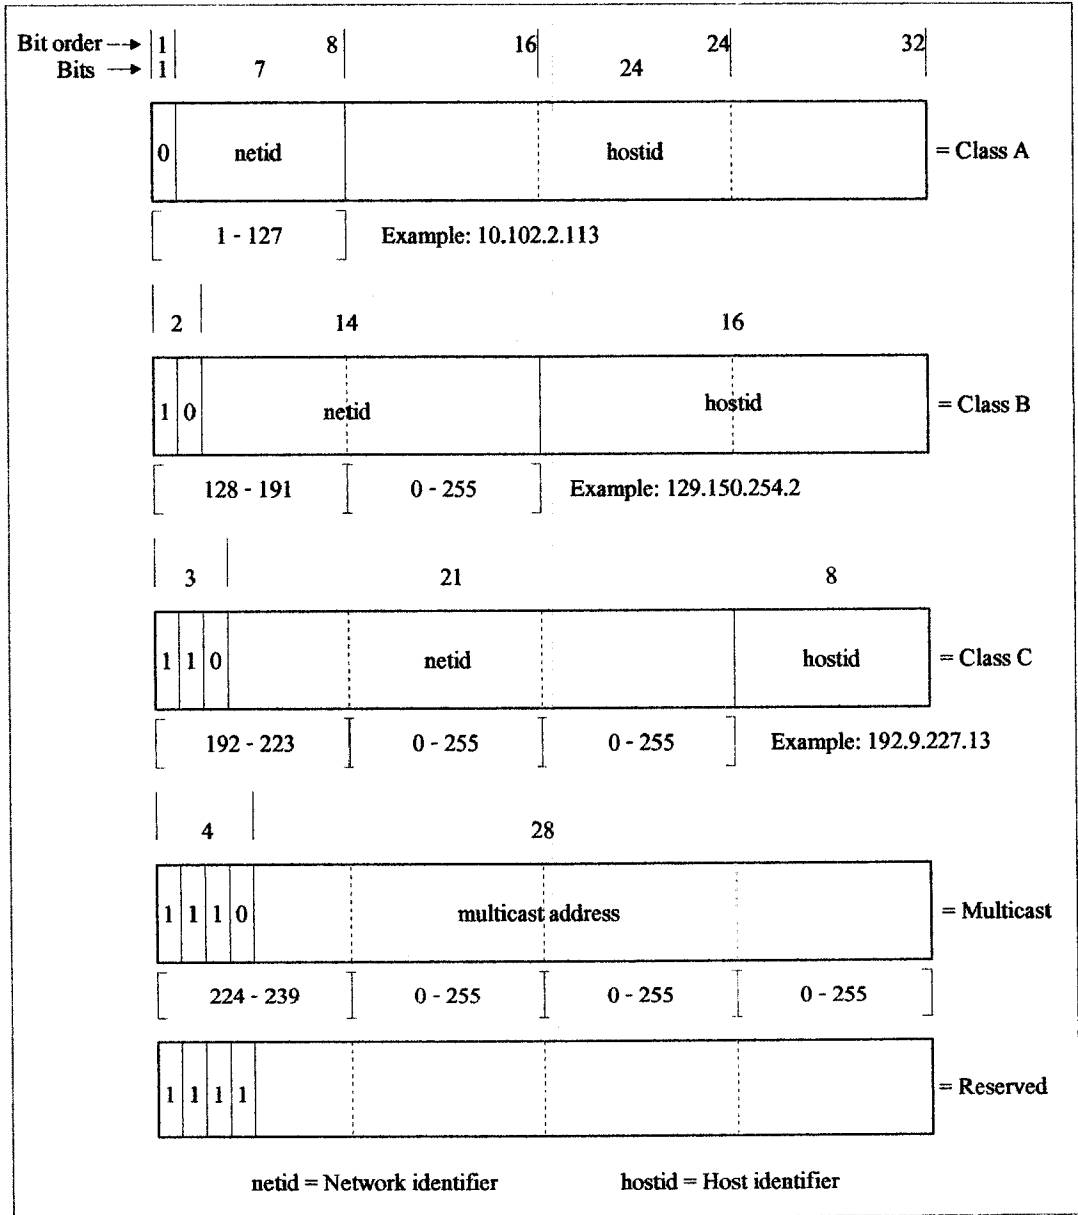 Bit order --→ 1 8 16 24 32
Bits → 1 7 24
0 netid hostid = Class A
1 - 127 Example: 10.102.2.113
2 14 16
1 0 netid hostid = Class B
128 - 191 0 - 255 Example: 129.150.254.2
3 21 8
1 1 0 netid hostid = Class C
192 - 223 0 - 255 0 - 255 Example: 192.9.227.13
4 28
1 1 1 0 multicast address = Multicast
224 - 239 0 - 255 0 - 255 0 - 255
1 1 1 1 = Reserved
netid = Network identifier hostid = Host identifier